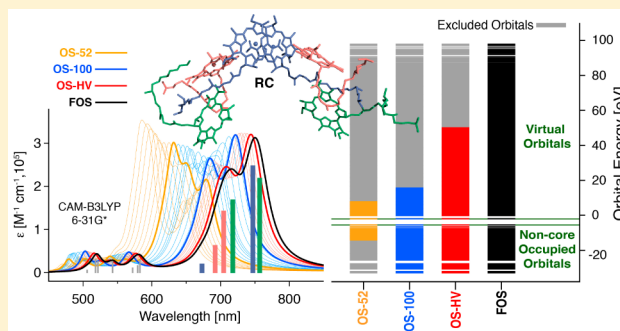 OS-52
OS-100
OS-HV
FOS
RC
Excluded Orbitals
3
2
1
0
ε [M⁻¹ cm⁻¹,10⁵]
CAM-B3LYP
6-31G*
500
600
700
800
Wavelength [nm]
100
80
60
40
20
0
-20
Orbital Energy [eV]
Virtual
Orbitals
Non-core
Occupied
Orbitals
OS-52
OS-100
OS-HV
FOS